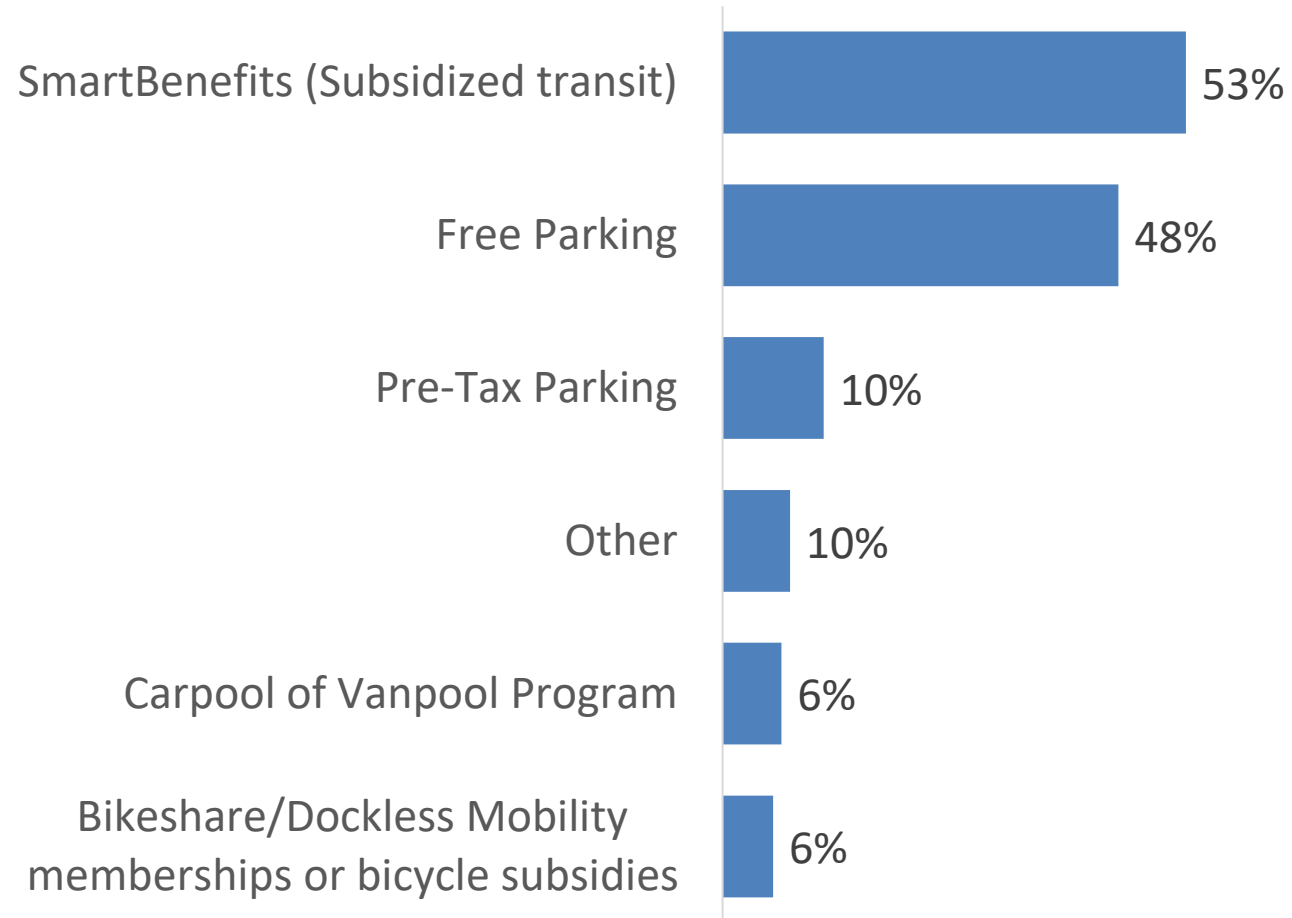 SmartBenefits (Subsidized transit)
53%
Free Parking
48%
Pre-Tax Parking
10%
Other
10%
Carpool of Vanpool Program
6%
Bikeshare/Dockless Mobility
memberships or bicycle subsidies
6%